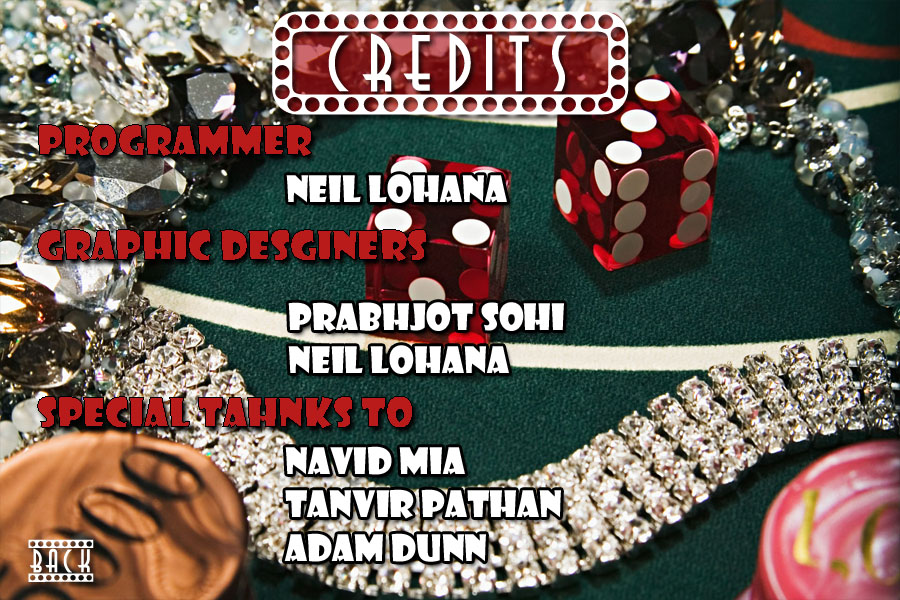 CREDITS
PROGRAMMER
NEIL LOHANA
GRAPHIC DESGINERS
PRABHJOT SOHI
NEIL LOHANA
SPECIAL TAHNKS TO
NAVID MIA
TANVIR PATHAN
ADAM DUNN
BACK